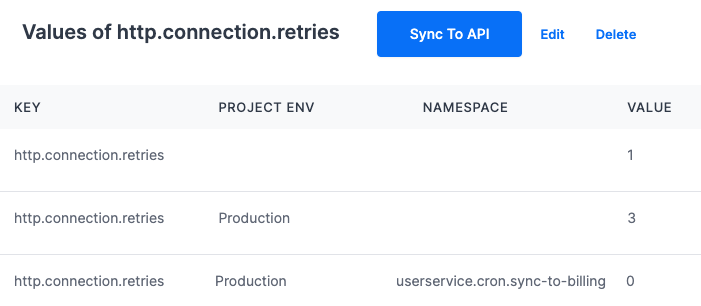 Values of http.connection.retries Sync To API Edit Delete
KEY PROJECT ENV NAMESPACE VALUE
http.connection.retries 1
http.connection.retries Production 3
http.connection.retries Production userservice.cron.sync-to-billing 0